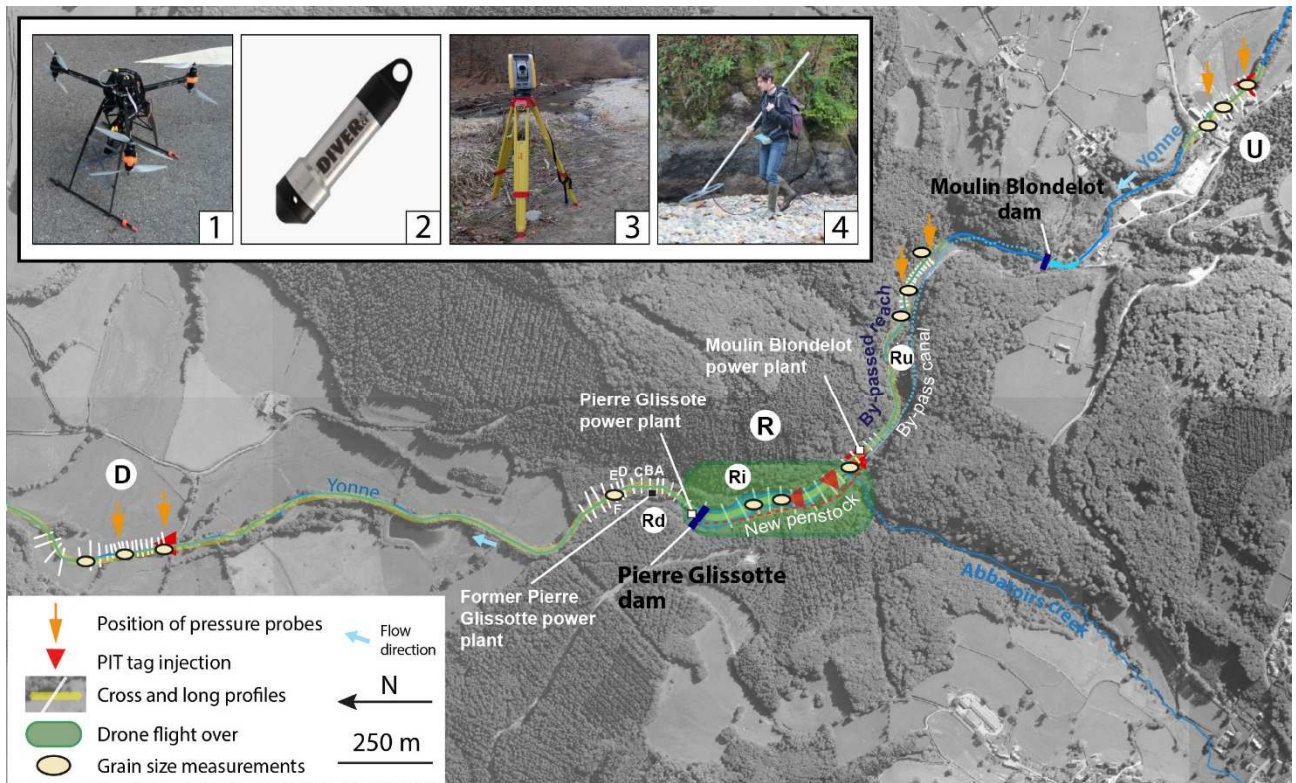 1
DIVER
2
3
4
Yonne
U
Moulin Blondelot
dam
By-passed reach
Ru
By-pass canal
Moulin Blondelot
power plant
Pierre Glissote
power plant
R
Ri
New penstock
E
D
C
B
A
F
Rd
D
Yonne
Pierre Glissotte
dam
Former Pierre
Glissotte power
plant
Abbatoirs creek
Position of pressure probes
PIT tag injection
Cross and long profiles
Drone flight over
Grain size measurements
Flow
direction
N
250 m